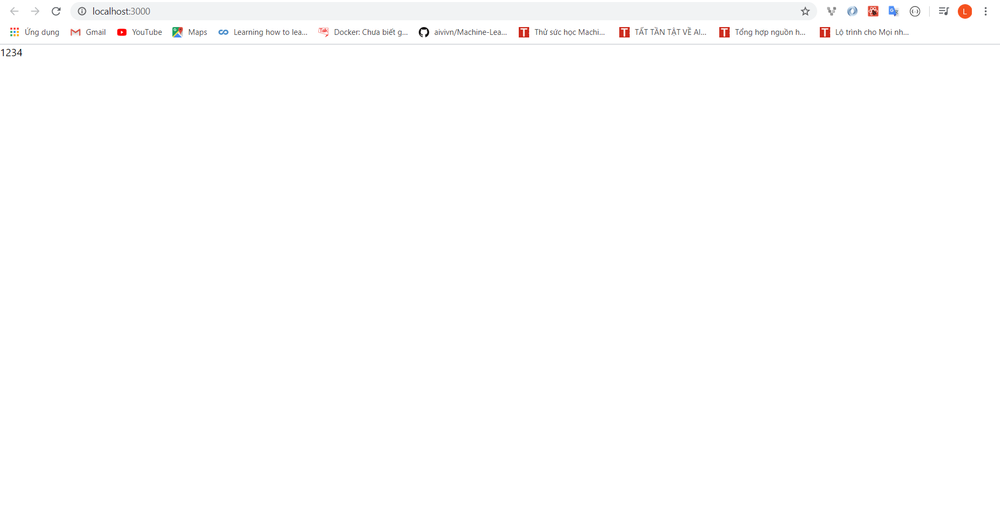 localhost:3000
L
Ứng dụng Gmail YouTube Maps Learning how to lea... Docker: Chưa biết g... aivivn/Machine-Lea... Thử sức học Machi... TẤT TẦN TẬT VỀ AI... Tổng hợp nguồn h... Lộ trình cho Mọi nh...
1234